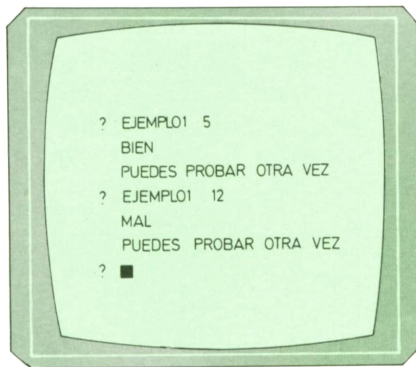 ? EJEMPLO1 5
BIEN
PUEDES PROBAR OTRA VEZ
? EJEMPLO1 12
MAL
PUEDES PROBAR OTRA VEZ
?